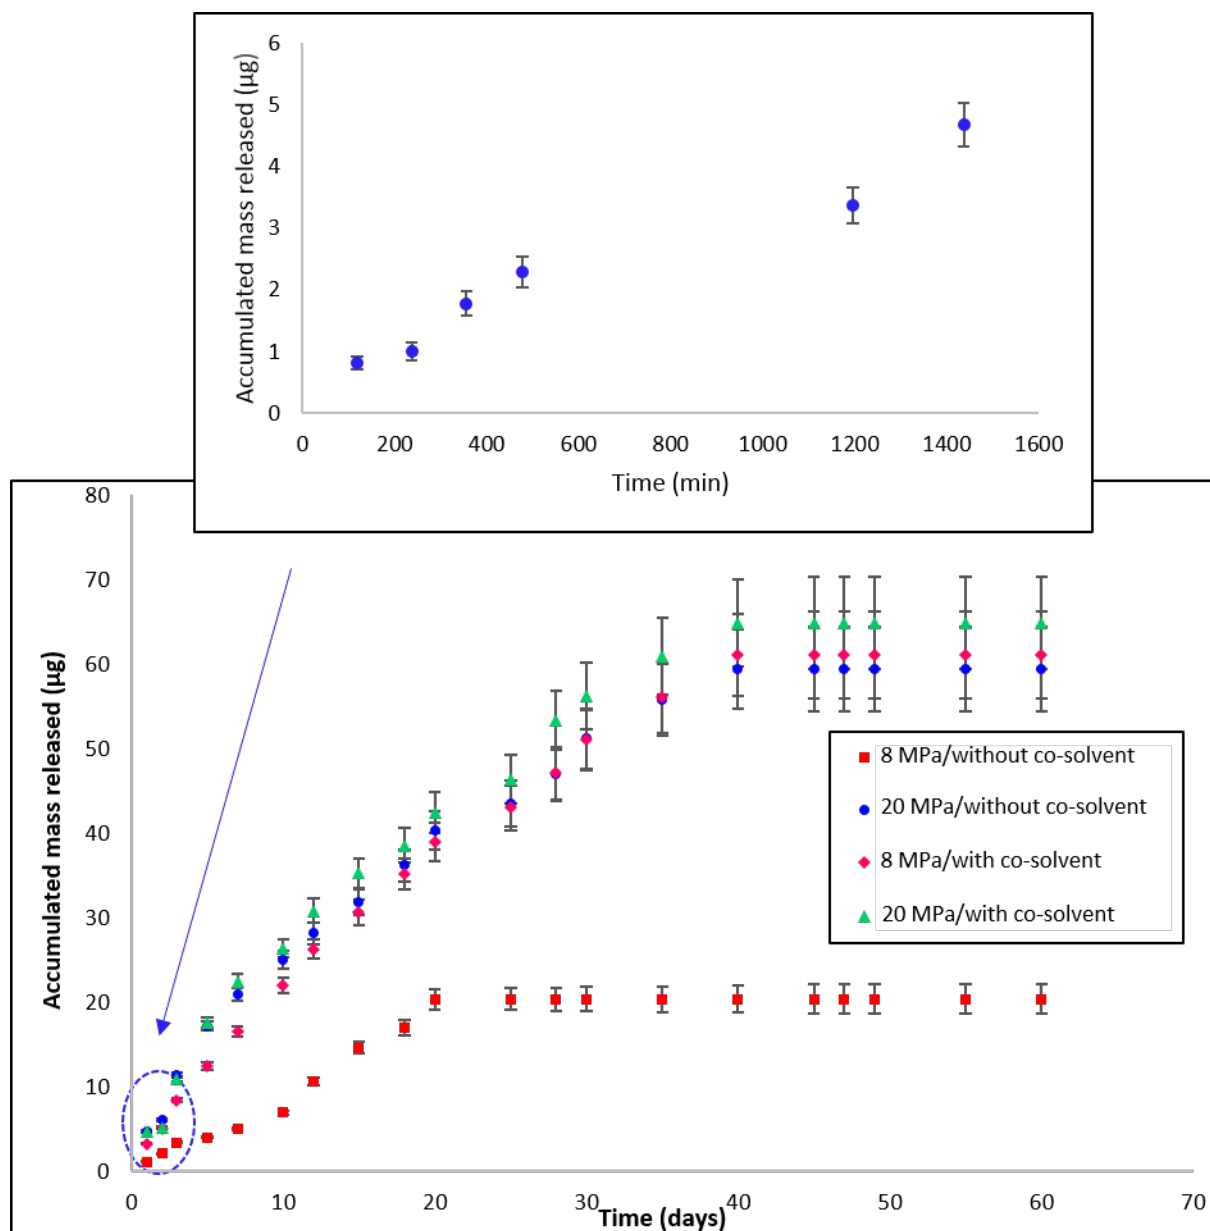 Accumulated mass released (µg)
6
5
4
3
2
1
0
0 200 400 600 800 1000 1200 1400 1600
Time (min)
Accumulated mass released (µg)
80
70
60
50
40
30
20
10
0
8 MPa/without co-solvent
20 MPa/without co-solvent
8 MPa/with co-solvent
20 MPa/with co-solvent
0 10 20 30 40 50 60 70
Time (days)